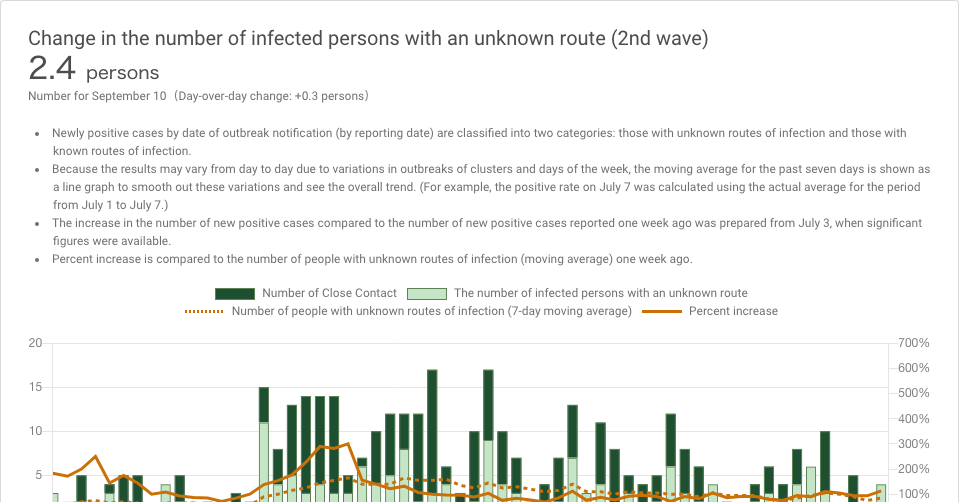 Change in the number of infected persons with an unknown route (2nd wave)
2.4 persons
Number for September 10（Day-over-day change: +0.3 persons）
• Newly positive cases by date of outbreak notification (by reporting date) are classified into two categories: those with unknown routes of infection and those with
known routes of infection.
• Because the results may vary from day to day due to variations in outbreaks of clusters and days of the week, the moving average for the past seven days is shown as
a line graph to smooth out these variations and see the overall trend. (For example, the positive rate on July 7 was calculated using the actual average for the period
from July 1 to July 7.)
• The increase in the number of new positive cases compared to the number of new positive cases reported one week ago was prepared from July 3, when significant
figures were available.
• Percent increase is compared to the number of people with unknown routes of infection (moving average) one week ago.
Number of Close Contact The number of infected persons with an unknown route
Number of people with unknown routes of infection (7-day moving average) Percent increase
20 700%
600%
15 500%
400%
10 300%
5 200%
100%